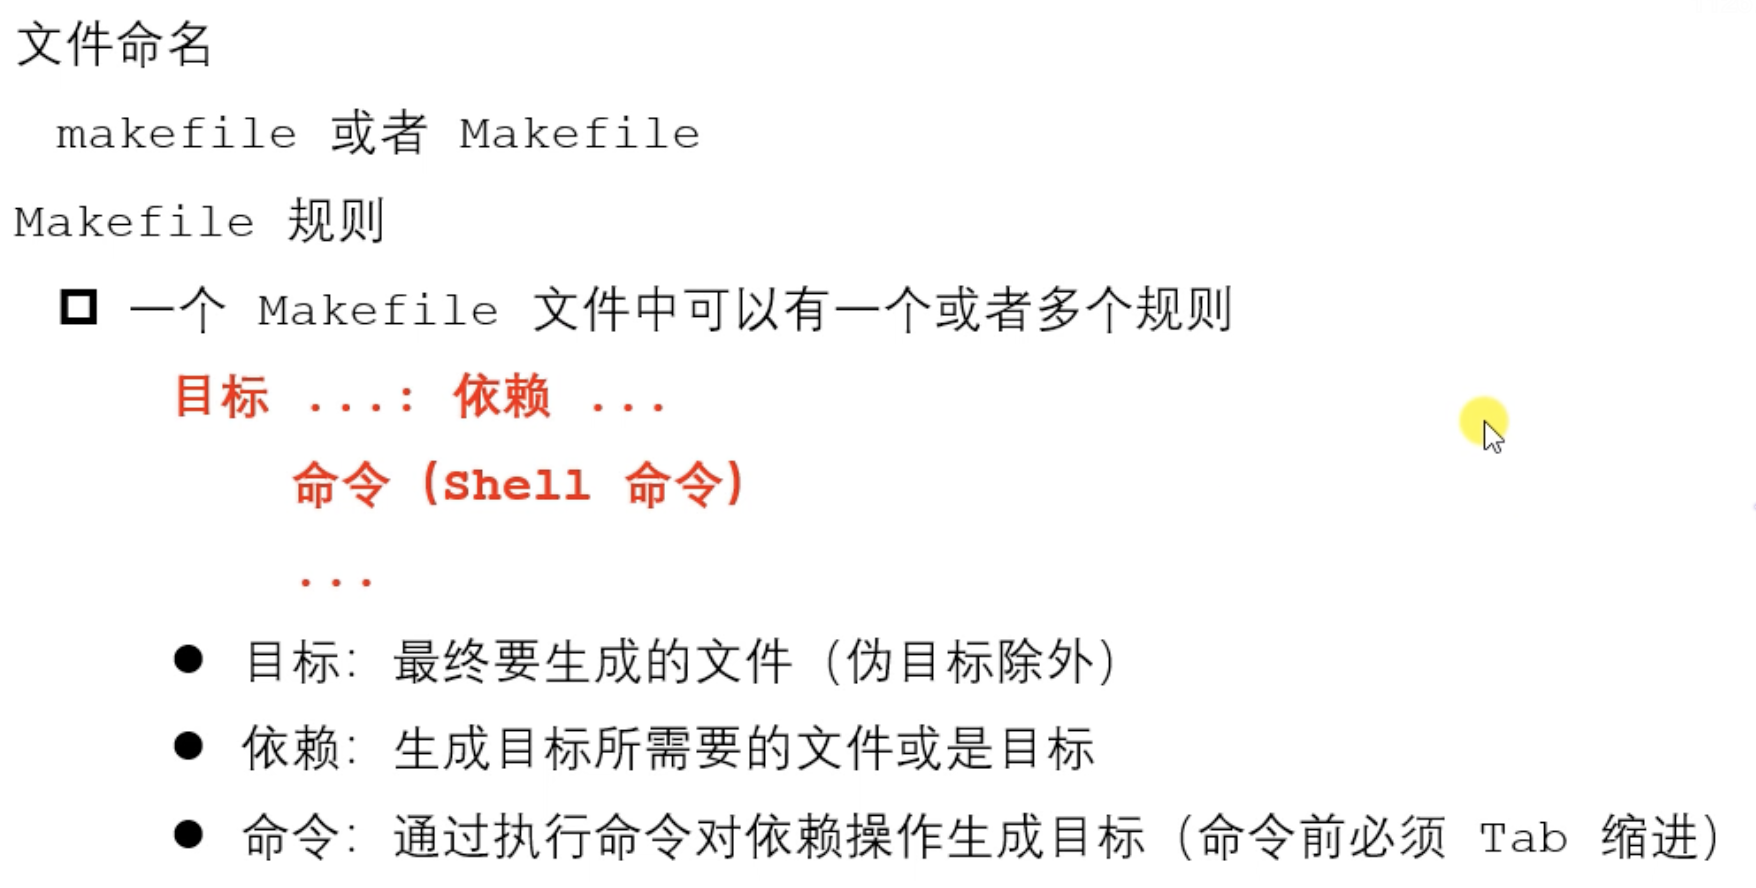 文件命名
makefile 或者 Makefile
Makefile 规则
一个 Makefile 文件中可以有一个或者多个规则
目标 ...: 依赖 ...
命令（Shell 命令）
...
目标：最终要生成的文件（伪目标除外）
依赖：生成目标所需要的文件或是目标
命令：通过执行命令对依赖操作生成目标（命令前必须 Tab 缩进）